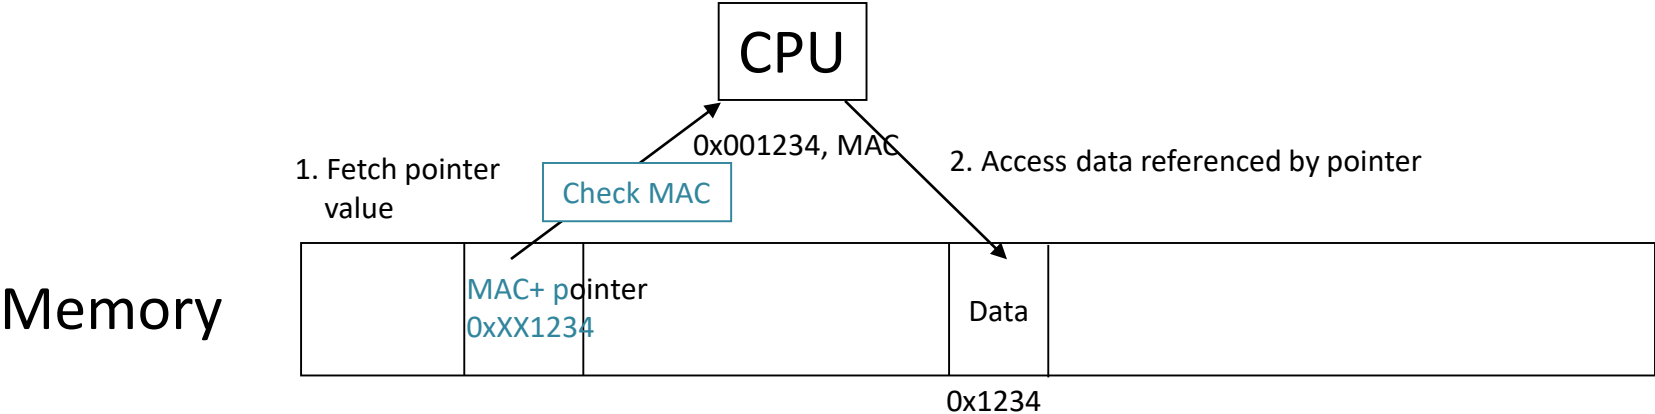 CPU
0x001234, MAC
1. Fetch pointer
value
2. Access data referenced by pointer
Check MAC
Memory
MAC+ pointer
0xXX1234
Data
0x1234